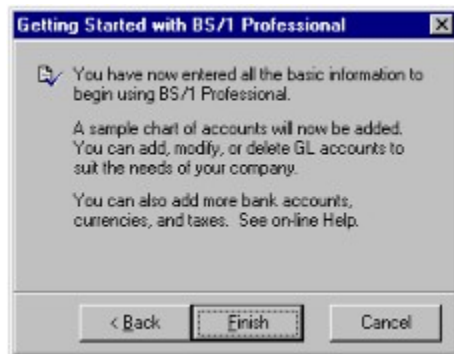 Getting Started with BS/1 Professional
You have now entered all the basic information to
begin using BS/1 Professional.
A sample chart of accounts will now be added.
You can add, modify, or delete GL accounts to
suit the needs of your company.
You can also add more bank accounts,
currencies, and taxes. See on-line Help.
< Back
Finish
Cancel